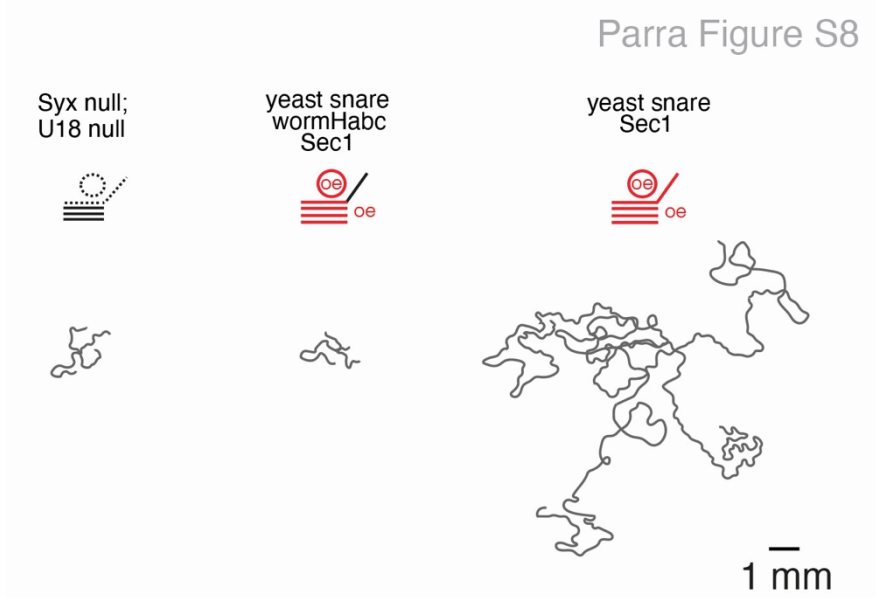 Parra Figure S8
Syx null;
U18 null
yeast snare
wormHabc
Sec1
yeast snare
Sec1
oe
oe
oe
oe
1 mm